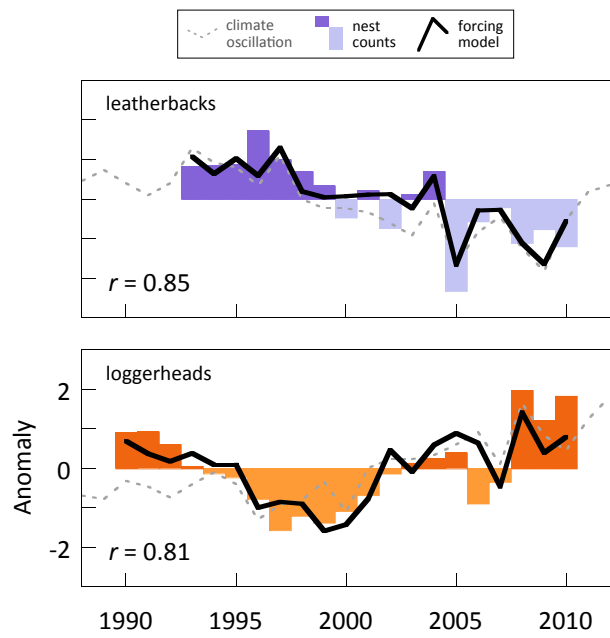 climate
oscillation
nest
counts
forcing
model
leatherbacks
r = 0.85
loggerheads
2
0
-2
Anomaly
r = 0.81
1990 1995 2000 2005 2010